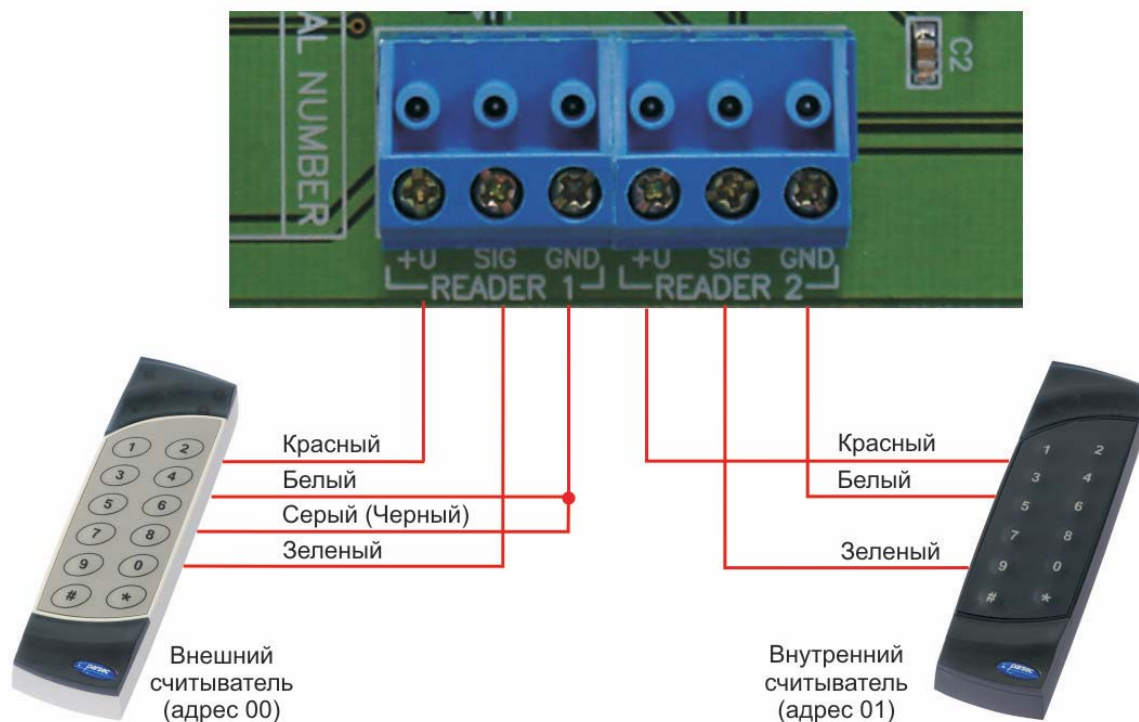 AL NUMBER
C2
+U SIG GND +U SIG GND
READER 1 READER 2
Красный
Белый
Серый (Черный)
Зеленый
1 2
3 4
5 6
7 8
9 0
# *
parsec
Внешний
считыватель
(адрес 00)
Красный
Белый
Зеленый
1 2
3 4
5 6
7 8
9 0
# *
parsec
Внутренний
считыватель
(адрес 01)